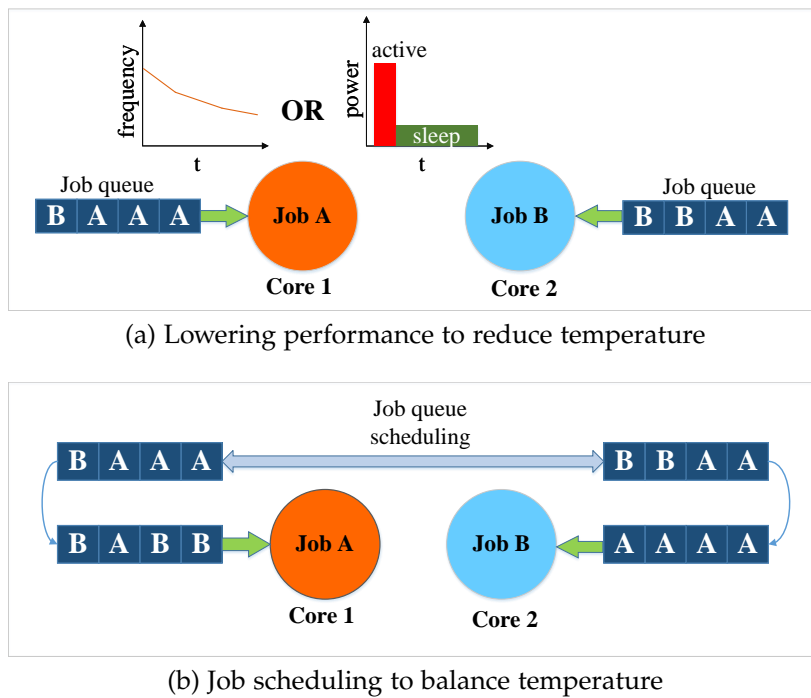 frequency
t
OR
power
active
sleep
t
Job queue
B A A A
Job A
Core 1
Job B
Core 2
Job queue
B B A A
(a) Lowering performance to reduce temperature
Job queue
scheduling
B A A A
B B A A
B A B B
Job A
Core 1
Job B
Core 2
A A A A
(b) Job scheduling to balance temperature